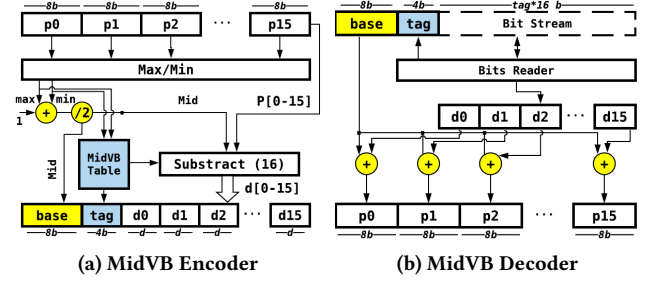 8b 8b 8b 8b
p0 p1 p2 ... p15
Max/Min
max min Mid P[0-15]
1 + /2
Mid
MidVB Table
Substract (16)
d[0-15]
base tag d0 d1 d2 ... d15
8b 4b d d d d
(a) MidVB Encoder
8b 4b tag*16 b
base tag Bit Stream
Bits Reader
d0 d1 d2 ... d15
+ + + +
p0 p1 p2 ... p15
8b 8b 8b 8b
(b) MidVB Decoder